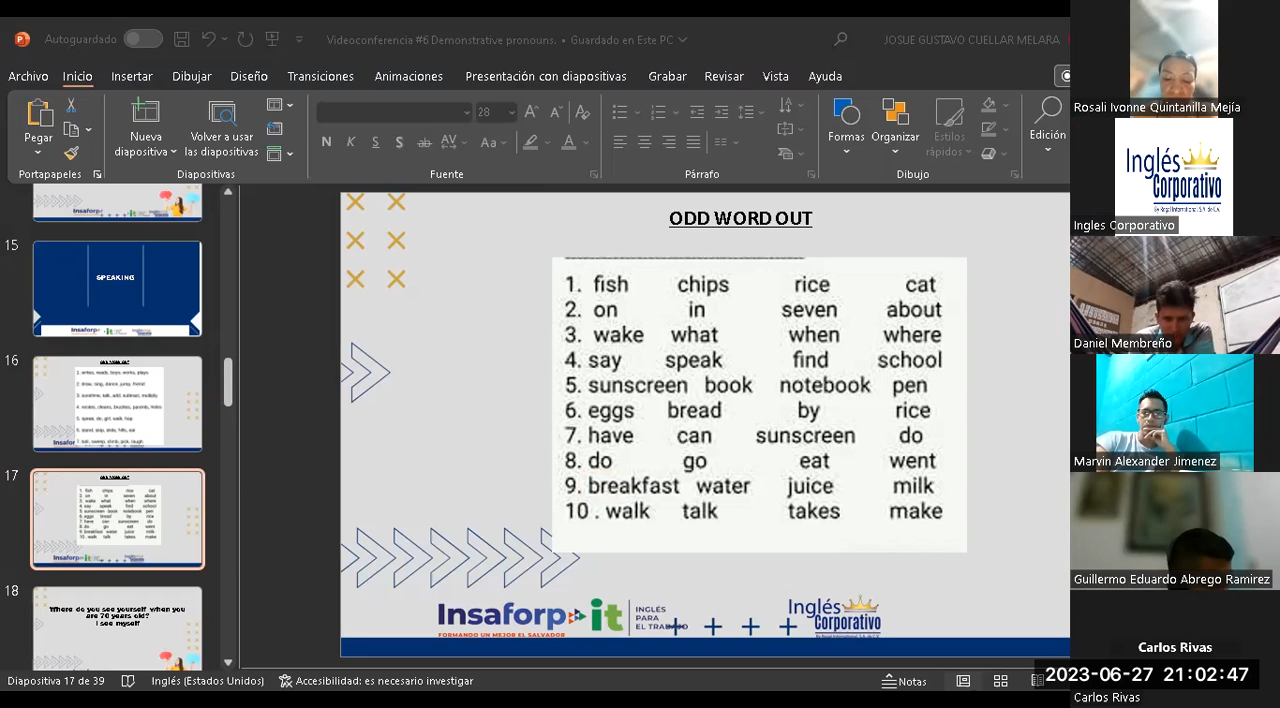 Autoguardado
Videoconferencia #6 Demonstrative pronouns. • Guardado en Este PC
JOSUE GUSTAVO CUELLAR MELARA
Archivo Inicio Insertar Dibujar Diseño Transiciones Animaciones Presentación con diapositivas Grabar Revisar Vista Ayuda
Pegar
Nueva diapositiva
Volver a usar las diapositivas
28
N K S S ab AV Aa A
Formas
Organizar
Estilos rápidos
Edición
Portapapeles
Diapositivas
Fuente
Párrafo
Dibujo
15
SPEAKING
16
17
18
Where do you see yourself when you
are 70 years old?
I see myself
ODD WORD OUT
1. fish chips rice cat
2. on in seven about
3. wake what when where
4. say speak find school
5. sunscreen book notebook pen
6. eggs bread by rice
7. have can sunscreen do
8. do go eat went
9. breakfast water juice milk
10 . walk talk takes make
Insaforp it
INGLÉS
PARA
EL TRABAJO
FORMANDO UN MEJOR EL SALVADOR
Inglés
Corporativo
Diapositiva 17 de 39
Inglés (Estados Unidos)
Accesibilidad: es necesario investigar
Notas
Rosali Ivonne Quintanilla Mejía
Inglés
Corporativo
Ingles Corporativo
Daniel Membreño
Marvin Alexander Jimenez
Guillermo Eduardo Abrego Ramirez
Carlos Rivas
2023-06-27 21:02:47
Carlos Rivas